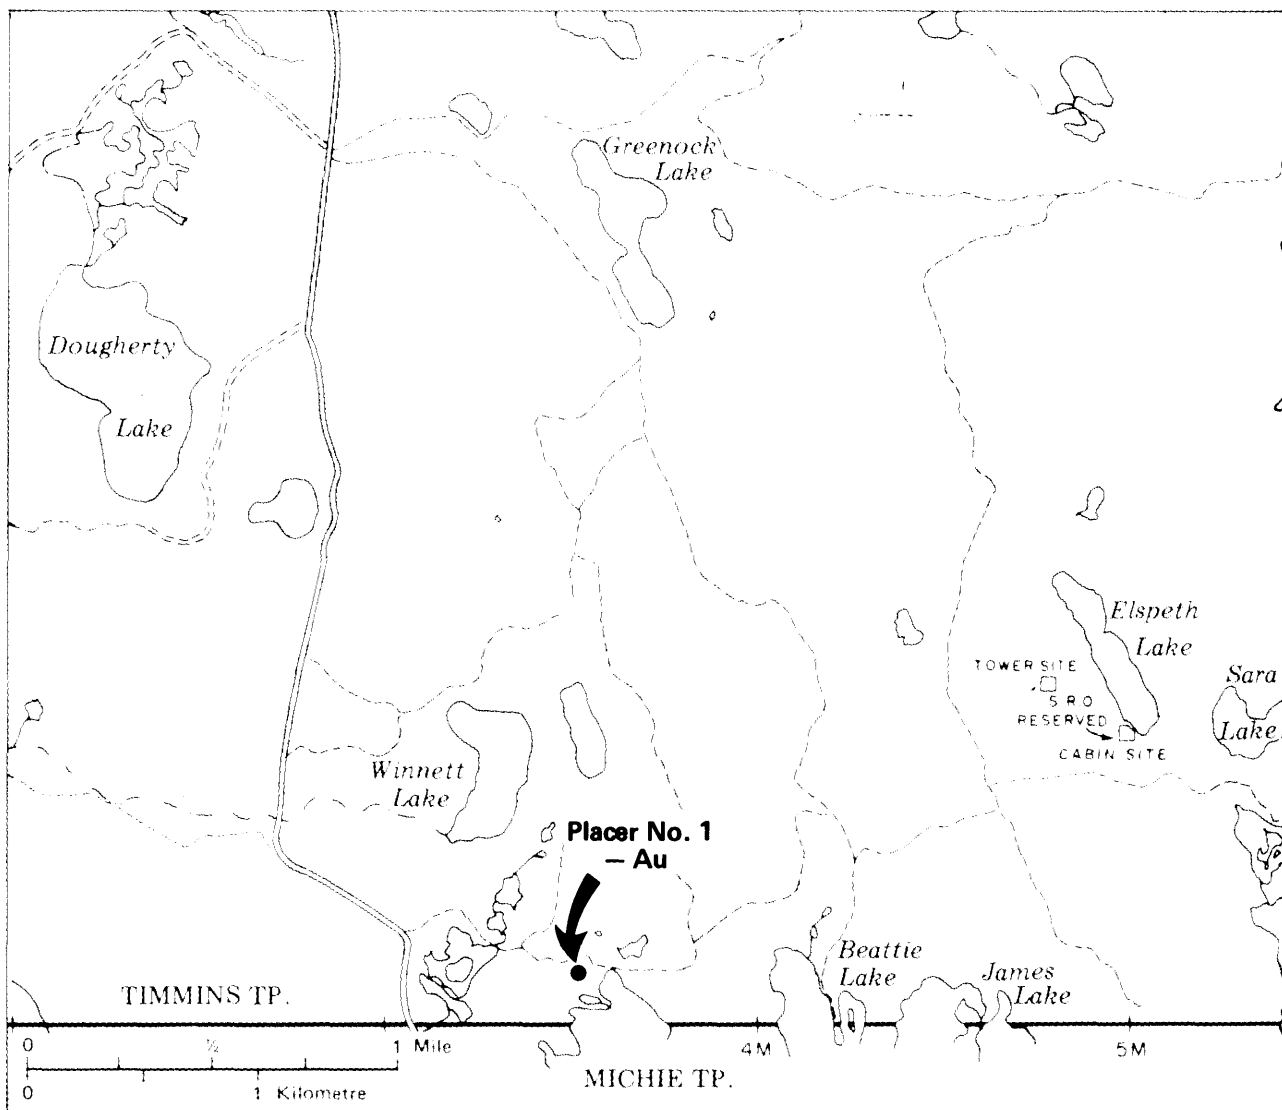 Greenock
Lake
Dougherty
Lake
Elspeth
Lake
TOWER SITE
S R O
RESERVED
CABIN SITE
Sara
Lake
Winnett
Lake
Placer No. 1
— Au
Beattie
Lake
James
Lake
TIMMINS TP.
0 ½ 1 Mile 4M 5M
MICHIE TP.
0 1 Kilometre